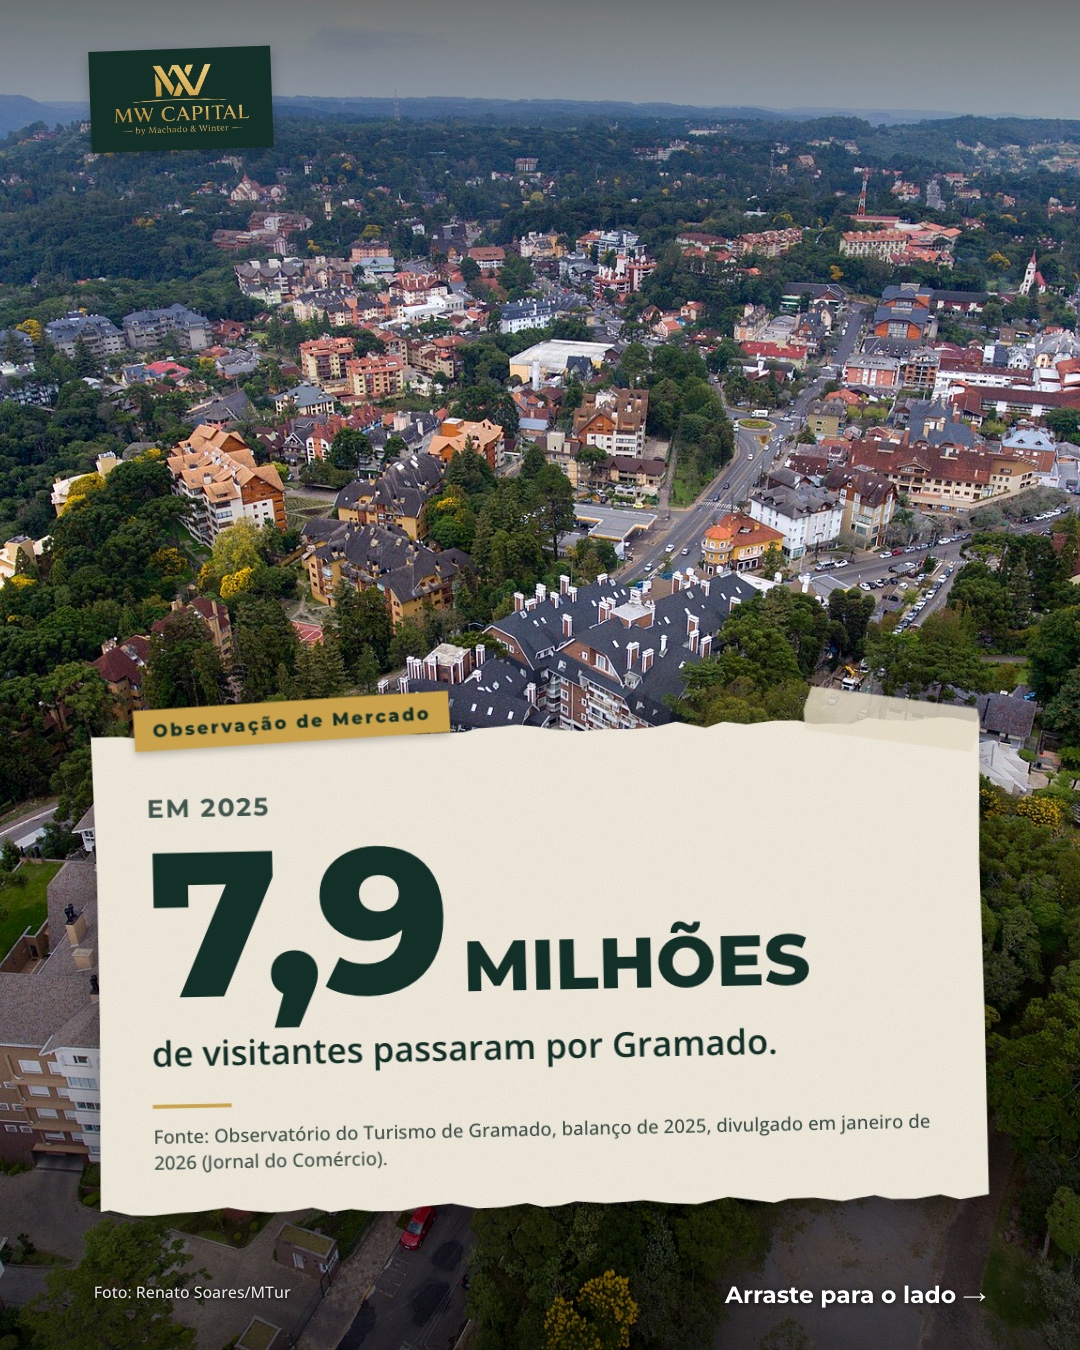 MW CAPITAL
by Machado & Winter
Observação de Mercado
EM 2025
7,9 MILHÕES
de visitantes passaram por Gramado.
Fonte: Observatório do Turismo de Gramado, balanço de 2025, divulgado em janeiro de
2026 (Jornal do Comércio).
Foto: Renato Soares/MTur
Arraste para o lado →